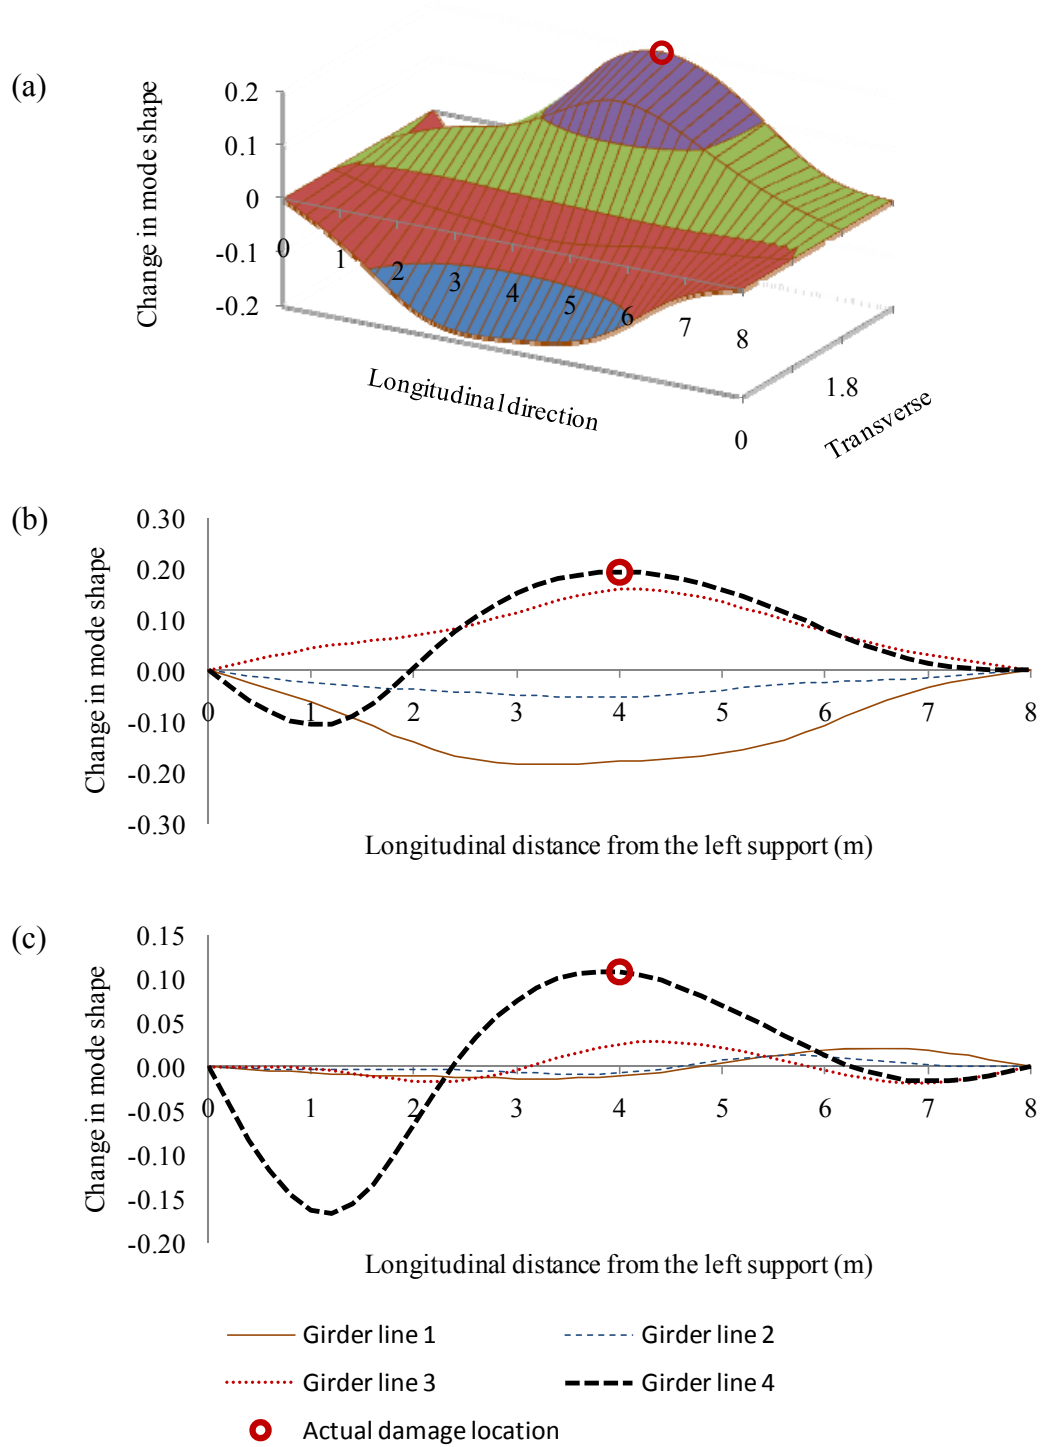 (a)
Change in mode shape
0.2
0.1
0
-0.1
-0.2
0
1
2
3
4
5
6
7
8
Longitudinal direction
0
1.8
Transverse
(b)
Change in mode shape
0.30
0.20
0.10
0.00
-0.10
-0.20
-0.30
0 1 2 3 4 5 6 7 8
Longitudinal distance from the left support (m)
(c)
Change in mode shape
0.15
0.10
0.05
0.00
-0.05
-0.10
-0.15
-0.20
0 1 2 3 4 5 6 7 8
Longitudinal distance from the left support (m)
Girder line 1
Girder line 2
Girder line 3
Girder line 4
Actual damage location